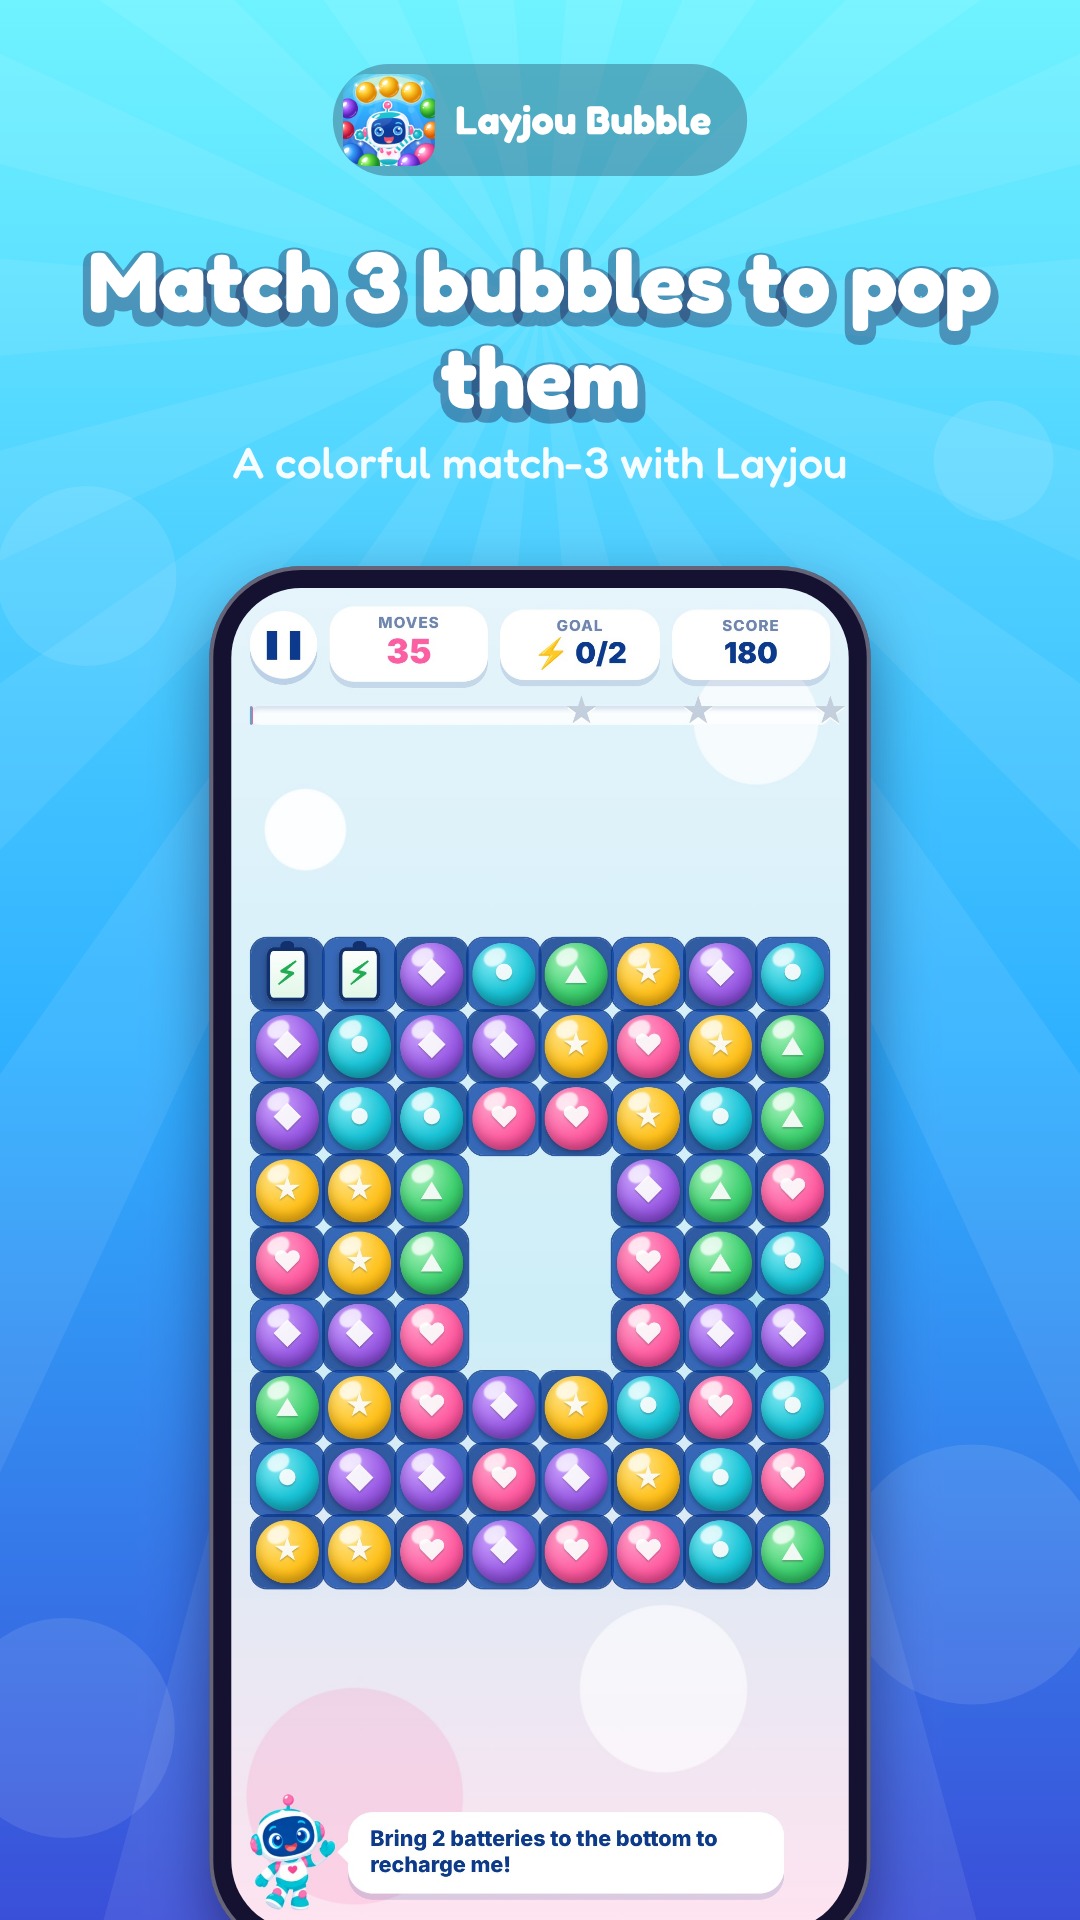 Layjou Bubble
Match 3 bubbles to pop
them
A colorful match-3 with Layjou
MOVES
35
GOAL
⚡ 0/2
SCORE
180
Bring 2 batteries to the bottom to
recharge me!